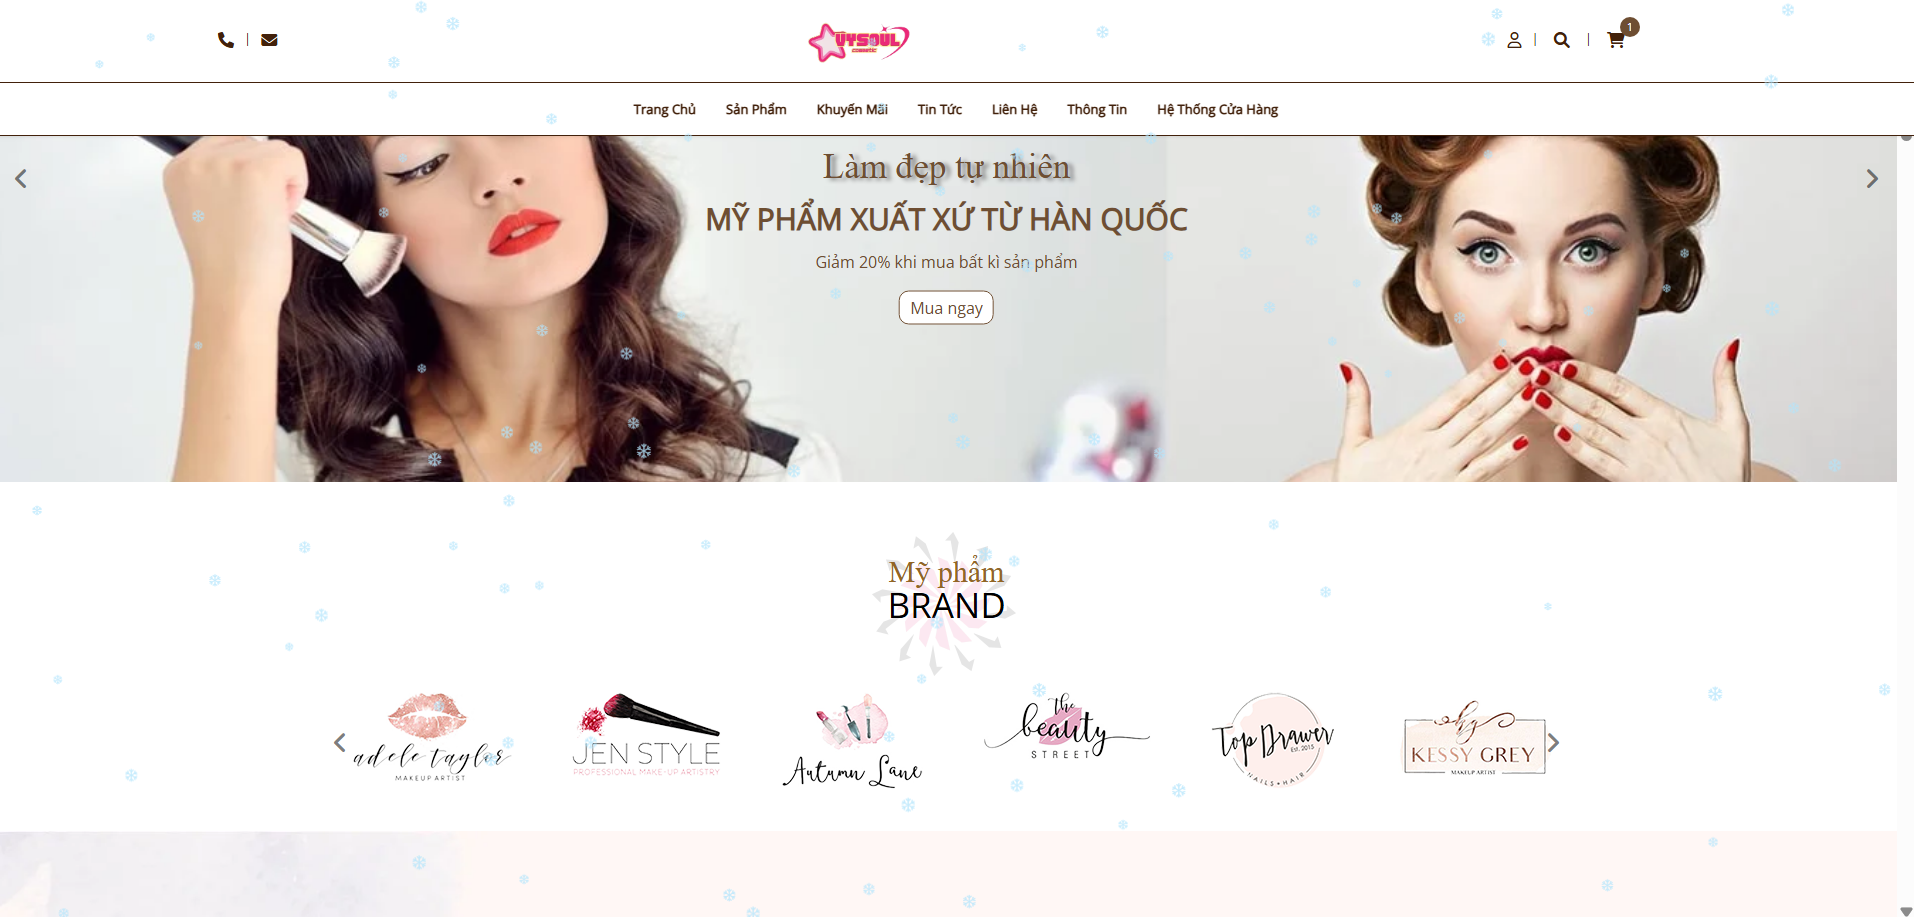 VYSOUL
COSMETIC
1
Trang Chủ
Sản Phẩm
Khuyến Mãi
Tin Tức
Liên Hệ
Thông Tin
Hệ Thống Cửa Hàng
Làm đẹp tự nhiên
MỸ PHẨM XUẤT XỨ TỪ HÀN QUỐC
Giảm 20% khi mua bất kì sản phẩm
Mua ngay
Mỹ phẩm
BRAND
adele taylor
MAKEUP ARTIST
JEN STYLE
PROFESSIONAL MAKE-UP ARTISTRY
Autumn Lane
the
beauty
STREET
Top Drawer
Est. 2015
NAILS + HAIR
kg
KESSY GREY
MAKEUP ARTIST